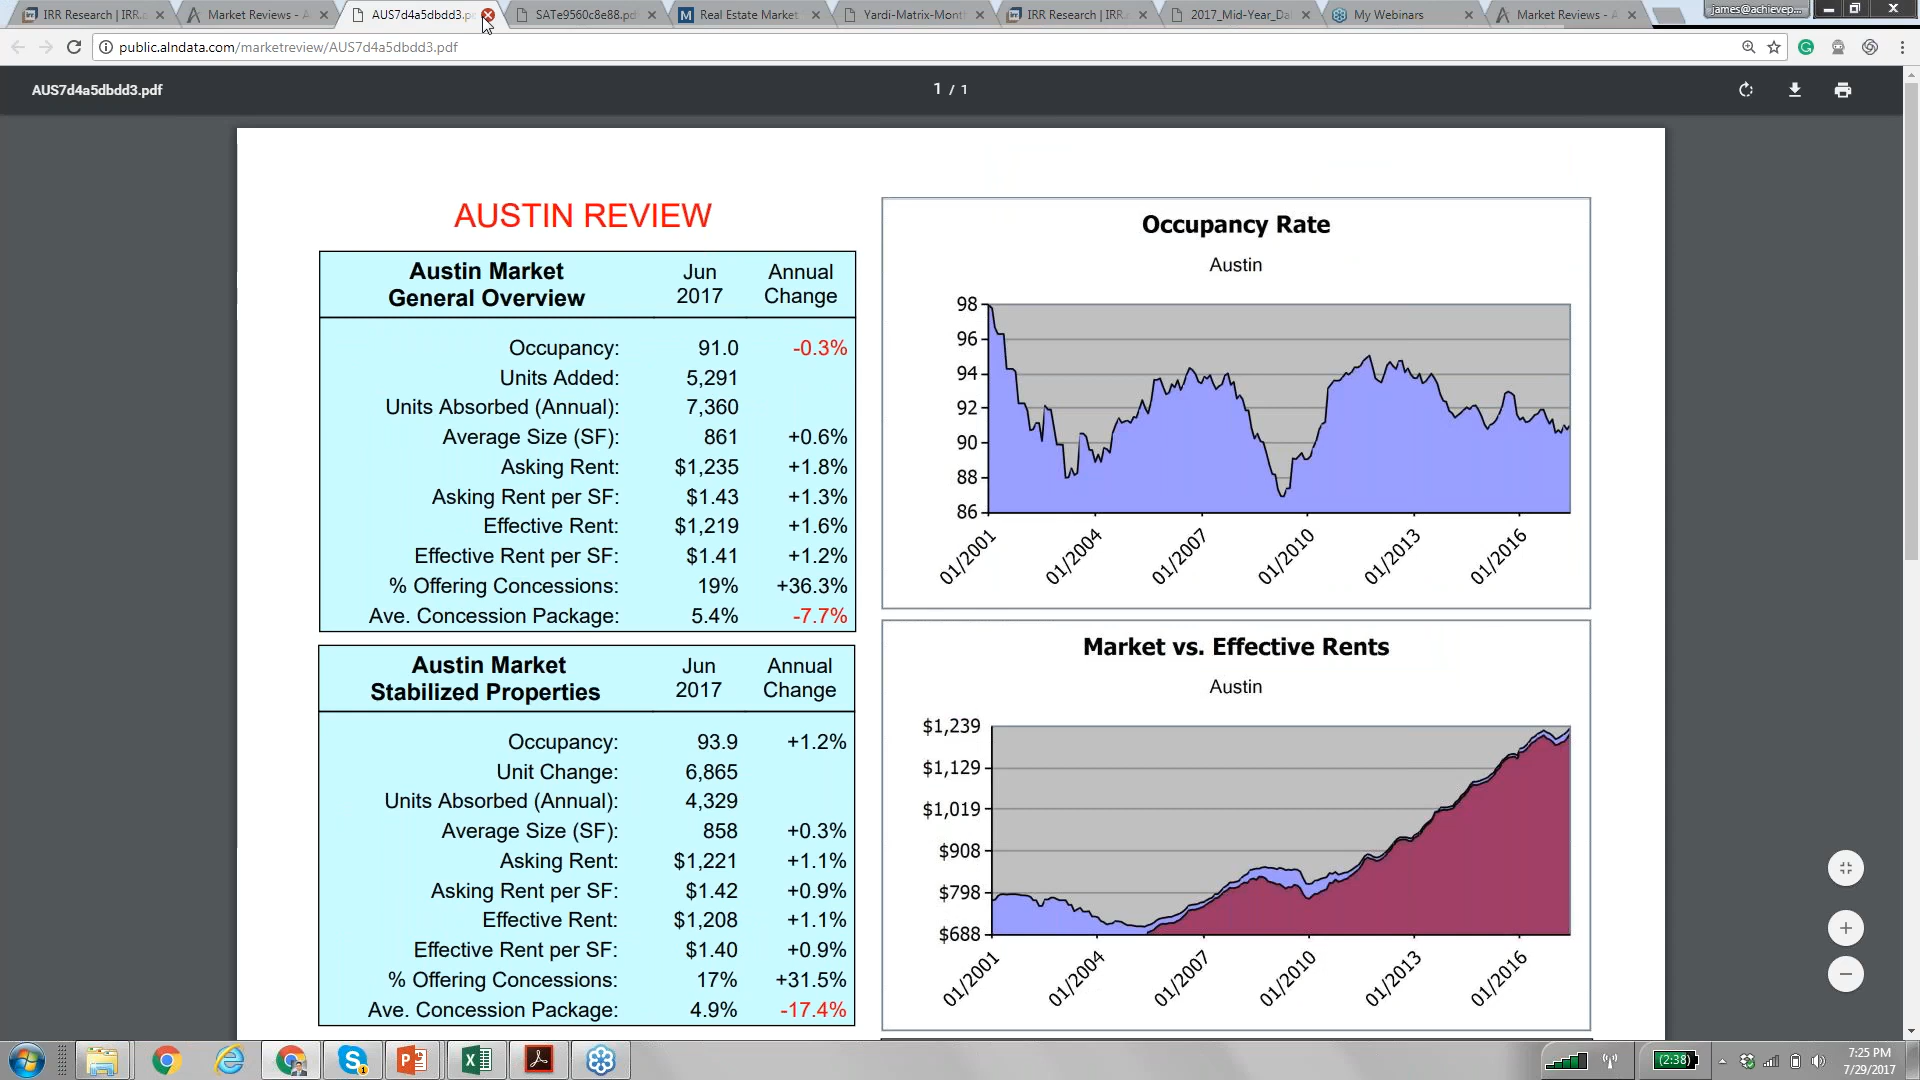 IRR Research | IRR.c
Market Reviews - A
AUS7d4a5dbdd3.p
SATe9560c8e88.pdf
Real Estate Market
Yardi-Matrix-Mont
IRR Research | IRR.
2017_Mid-Year_Da
My Webinars
Market Reviews - A
james@achievep...
public.alndata.com/marketreview/AUS7d4a5dbdd3.pdf
AUS7d4a5dbdd3.pdf
1 / 1
AUSTIN REVIEW
Austin Market General Overview Jun 2017 Annual Change
Occupancy: 91.0 -0.3%
Units Added: 5,291
Units Absorbed (Annual): 7,360
Average Size (SF): 861 +0.6%
Asking Rent: $1,235 +1.8%
Asking Rent per SF: $1.43 +1.3%
Effective Rent: $1,219 +1.6%
Effective Rent per SF: $1.41 +1.2%
% Offering Concessions: 19% +36.3%
Ave. Concession Package: 5.4% -7.7%
Austin Market Stabilized Properties Jun 2017 Annual Change
Occupancy: 93.9 +1.2%
Unit Change: 6,865
Units Absorbed (Annual): 4,329
Average Size (SF): 858 +0.3%
Asking Rent: $1,221 +1.1%
Asking Rent per SF: $1.42 +0.9%
Effective Rent: $1,208 +1.1%
Effective Rent per SF: $1.40 +0.9%
% Offering Concessions: 17% +31.5%
Ave. Concession Package: 4.9% -17.4%
Occupancy Rate
Austin
98
96
94
92
90
88
86
01/2001 01/2004 01/2007 01/2010 01/2013 01/2016
Market vs. Effective Rents
Austin
$1,239
$1,129
$1,019
$908
$798
$688
01/2001 01/2004 01/2007 01/2010 01/2013 01/2016
(2:38)
7:25 PM
7/29/2017